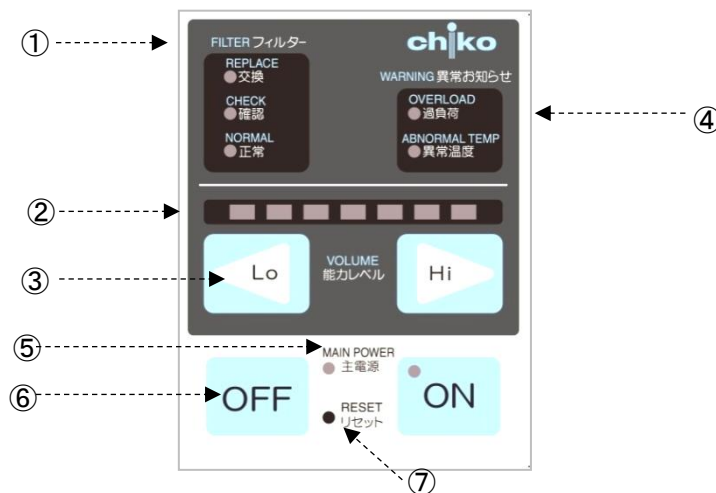 ①
FILTER フィルター
chiko
REPLACE
交換
WARNING 異常お知らせ
CHECK
確認
OVERLOAD
過負荷
④
NORMAL
正常
ABNORMAL TEMP
異常温度
②
③
Lo
VOLUME
能力レベル
Hi
⑤
MAIN POWER
主電源
⑥
OFF
ON
RESET
リセット
⑦